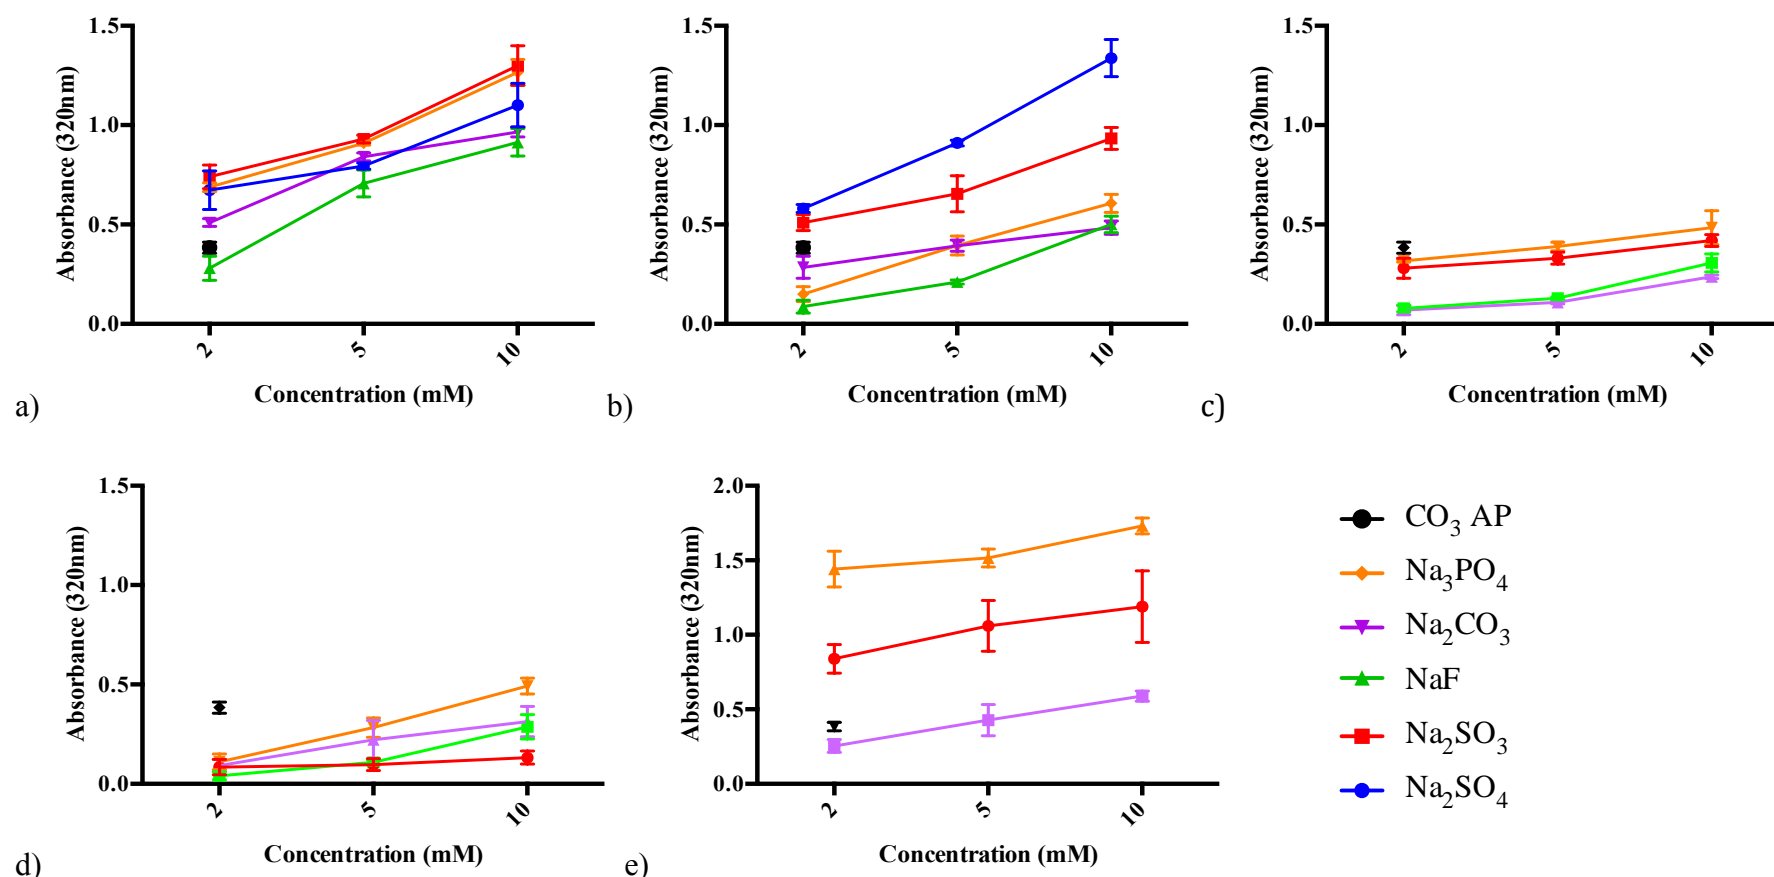 1.5
1.0
0.5
0.0
Absorbance (320nm)
2
5
10
Concentration (mM)
a)
1.5
1.0
0.5
0.0
Absorbance (320nm)
2
5
10
Concentration (mM)
b)
1.5
1.0
0.5
0.0
Absorbance (320nm)
2
5
10
Concentration (mM)
c)
1.5
1.0
0.5
0.0
Absorbance (320nm)
2
5
10
Concentration (mM)
d)
2.0
1.5
1.0
0.5
0.0
Absorbance (320nm)
2
5
10
Concentration (mM)
e)
CO₃ AP
Na₃PO₄
Na₂CO₃
NaF
Na₂SO₃
Na₂SO₄